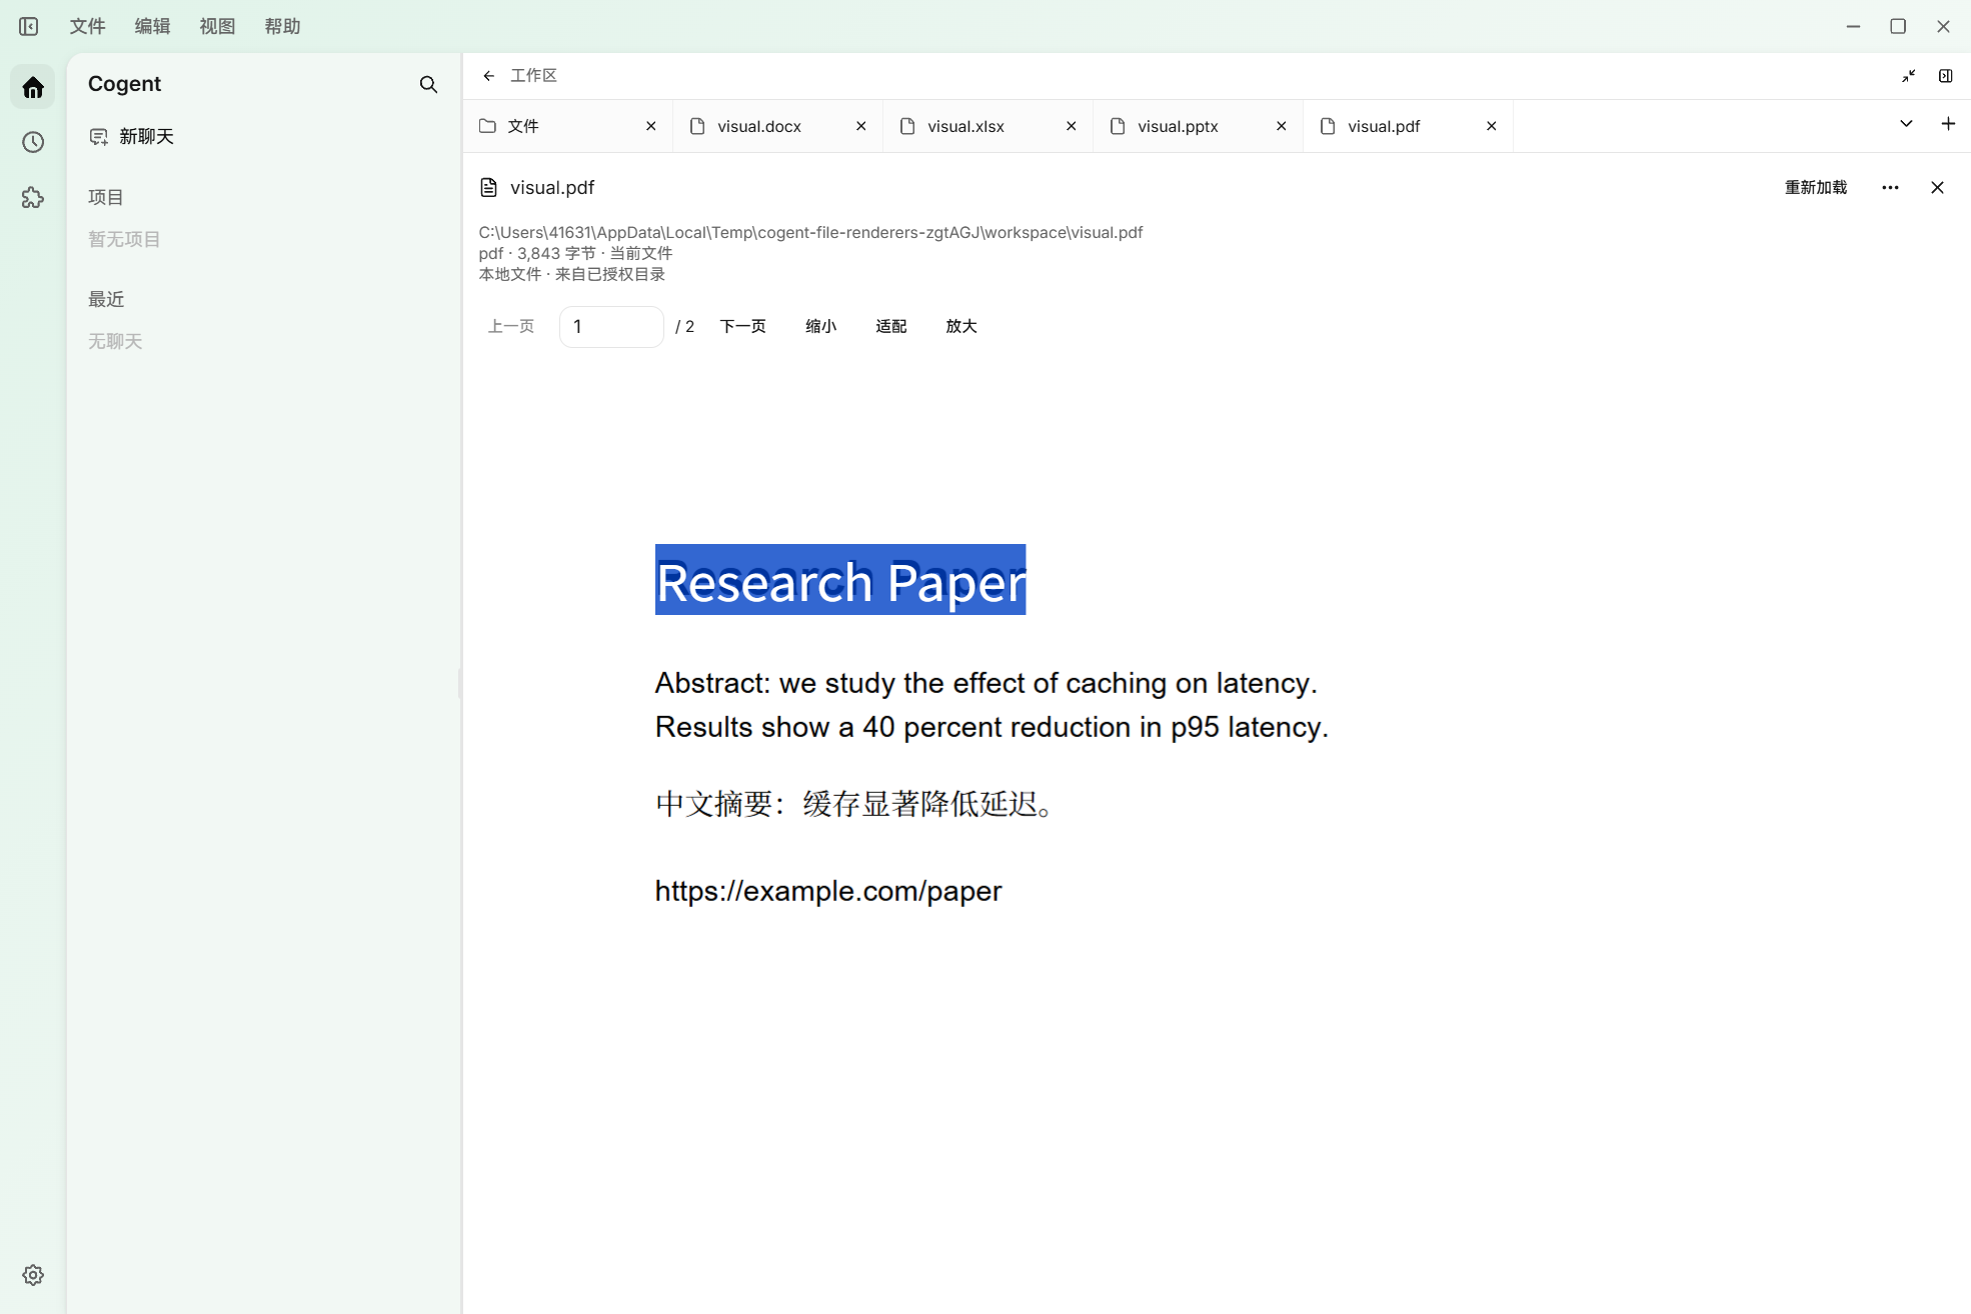 文件 编辑 视图 帮助
Cogent
新聊天
项目
暂无项目
最近
无聊天
工作区
文件 visual.docx visual.xlsx visual.pptx visual.pdf
visual.pdf 重新加载
C:\Users\41631\AppData\Local\Temp\cogent-file-renderers-zgtAGJ\workspace\visual.pdf
pdf · 3,843 字节 · 当前文件
本地文件 · 来自已授权目录
上一页 1 / 2 下一页 缩小 适配 放大
Research Paper
Abstract: we study the effect of caching on latency.
Results show a 40 percent reduction in p95 latency.
中文摘要：缓存显著降低延迟。
https://example.com/paper